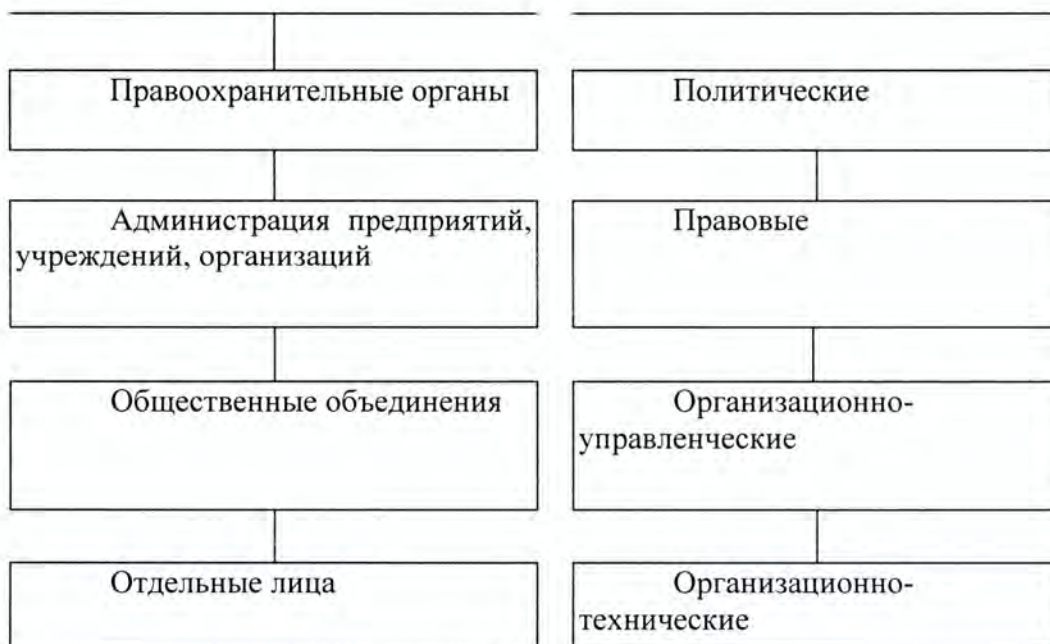 Правоохранительные органы
Администрация предприятий,
учреждений, организаций
Общественные объединения
Отдельные лица
Политические
Правовые
Организационно-
управленческие
Организационно-
технические